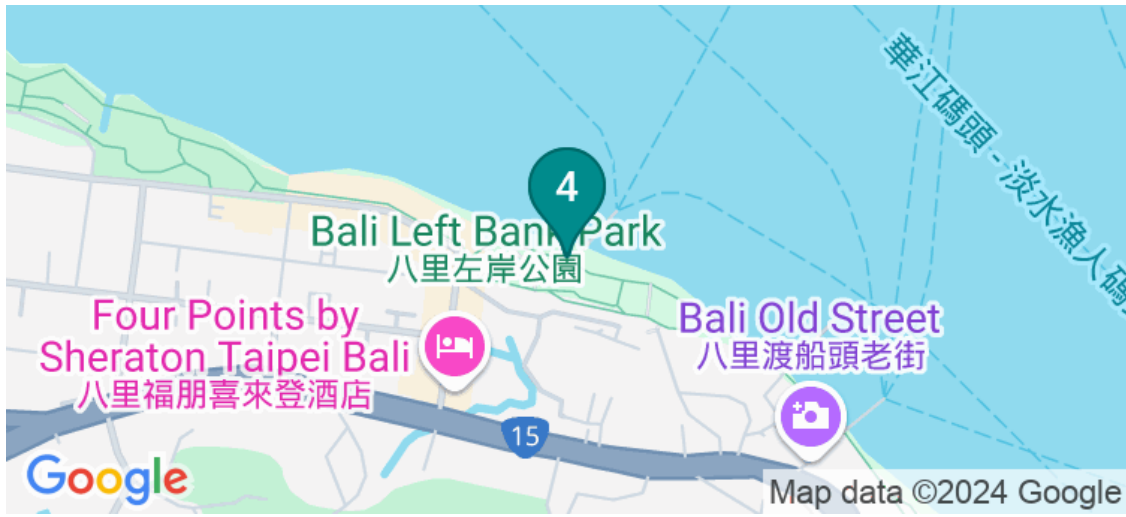 華江碼頭 - 淡水漁人碼
4
Bali Left Bank Park
八里左岸公園
Four Points by
Sheraton Taipei Bali
八里福朋喜來登酒店
Bali Old Street
八里渡船頭老街
15
Google
Map data ©2024 Google